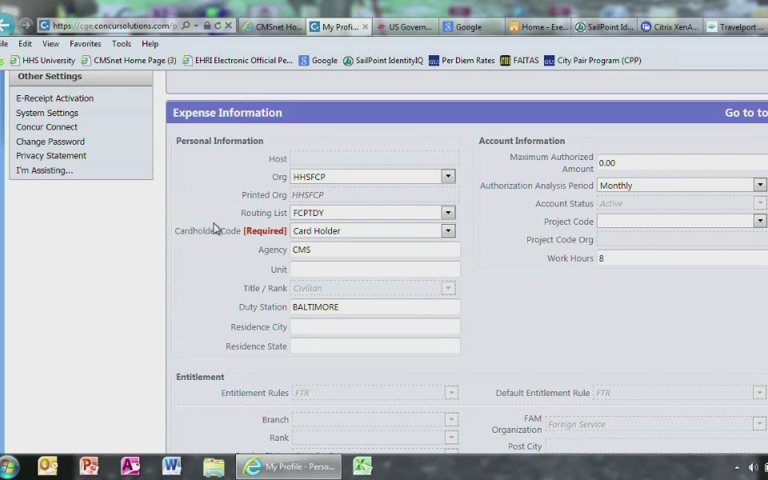 https://cge.concursolutions.com/p
CMSnet Ho...
My Profi...
US Govern...
Google
Home - Exe...
SailPoint Id...
Citrix XenA...
Travelport
File Edit View Favorites Tools Help
HHS University CMSnet Home Page (3) EHRI Electronic Official Pe... Google SailPoint IdentityIQ Per Diem Rates FAITAS City Pair Program (CPP)
Other Settings
E-Receipt Activation
System Settings
Concur Connect
Change Password
Privacy Statement
I'm Assisting...
Expense Information Go to to
Personal Information
Host
Org HHSFCP
Printed Org HHSFCP
Routing List FCPTDY
Cardholder Code [Required] Card Holder
Agency CMS
Unit
Title / Rank Civilian
Duty Station BALTIMORE
Residence City
Residence State
Account Information
Maximum Authorized
Amount 0.00
Authorization Analysis Period Monthly
Account Status Active
Project Code
Project Code Org
Work Hours 8
Entitlement
Entitlement Rules FTR
Default Entitlement Rule FTR
Branch
Rank
FAM
Organization Foreign Service
Post City
My Profile - Perso...